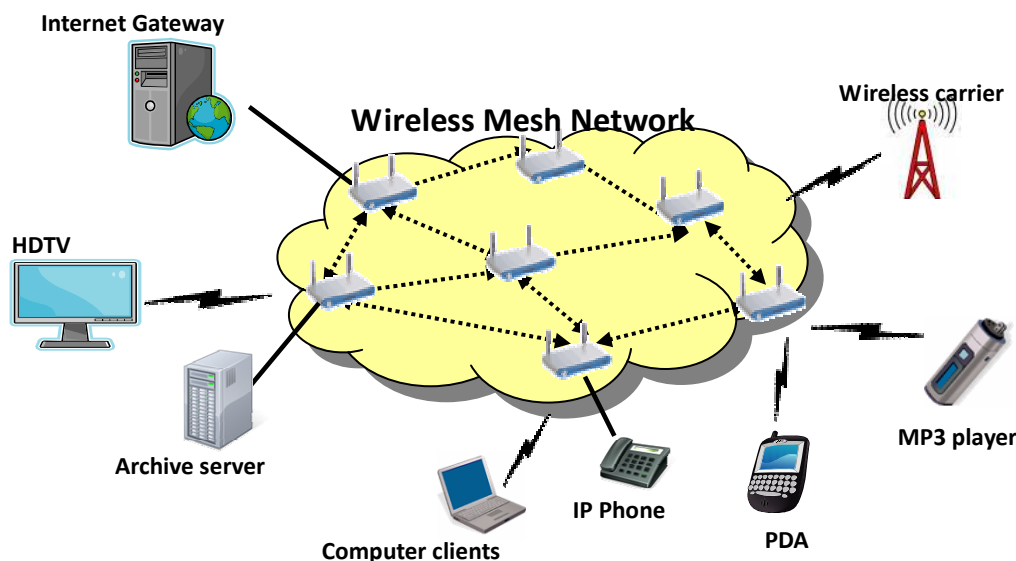 Internet Gateway
Wireless carrier
Wireless Mesh Network
HDTV
MP3 player
Archive server
IP Phone
PDA
Computer clients